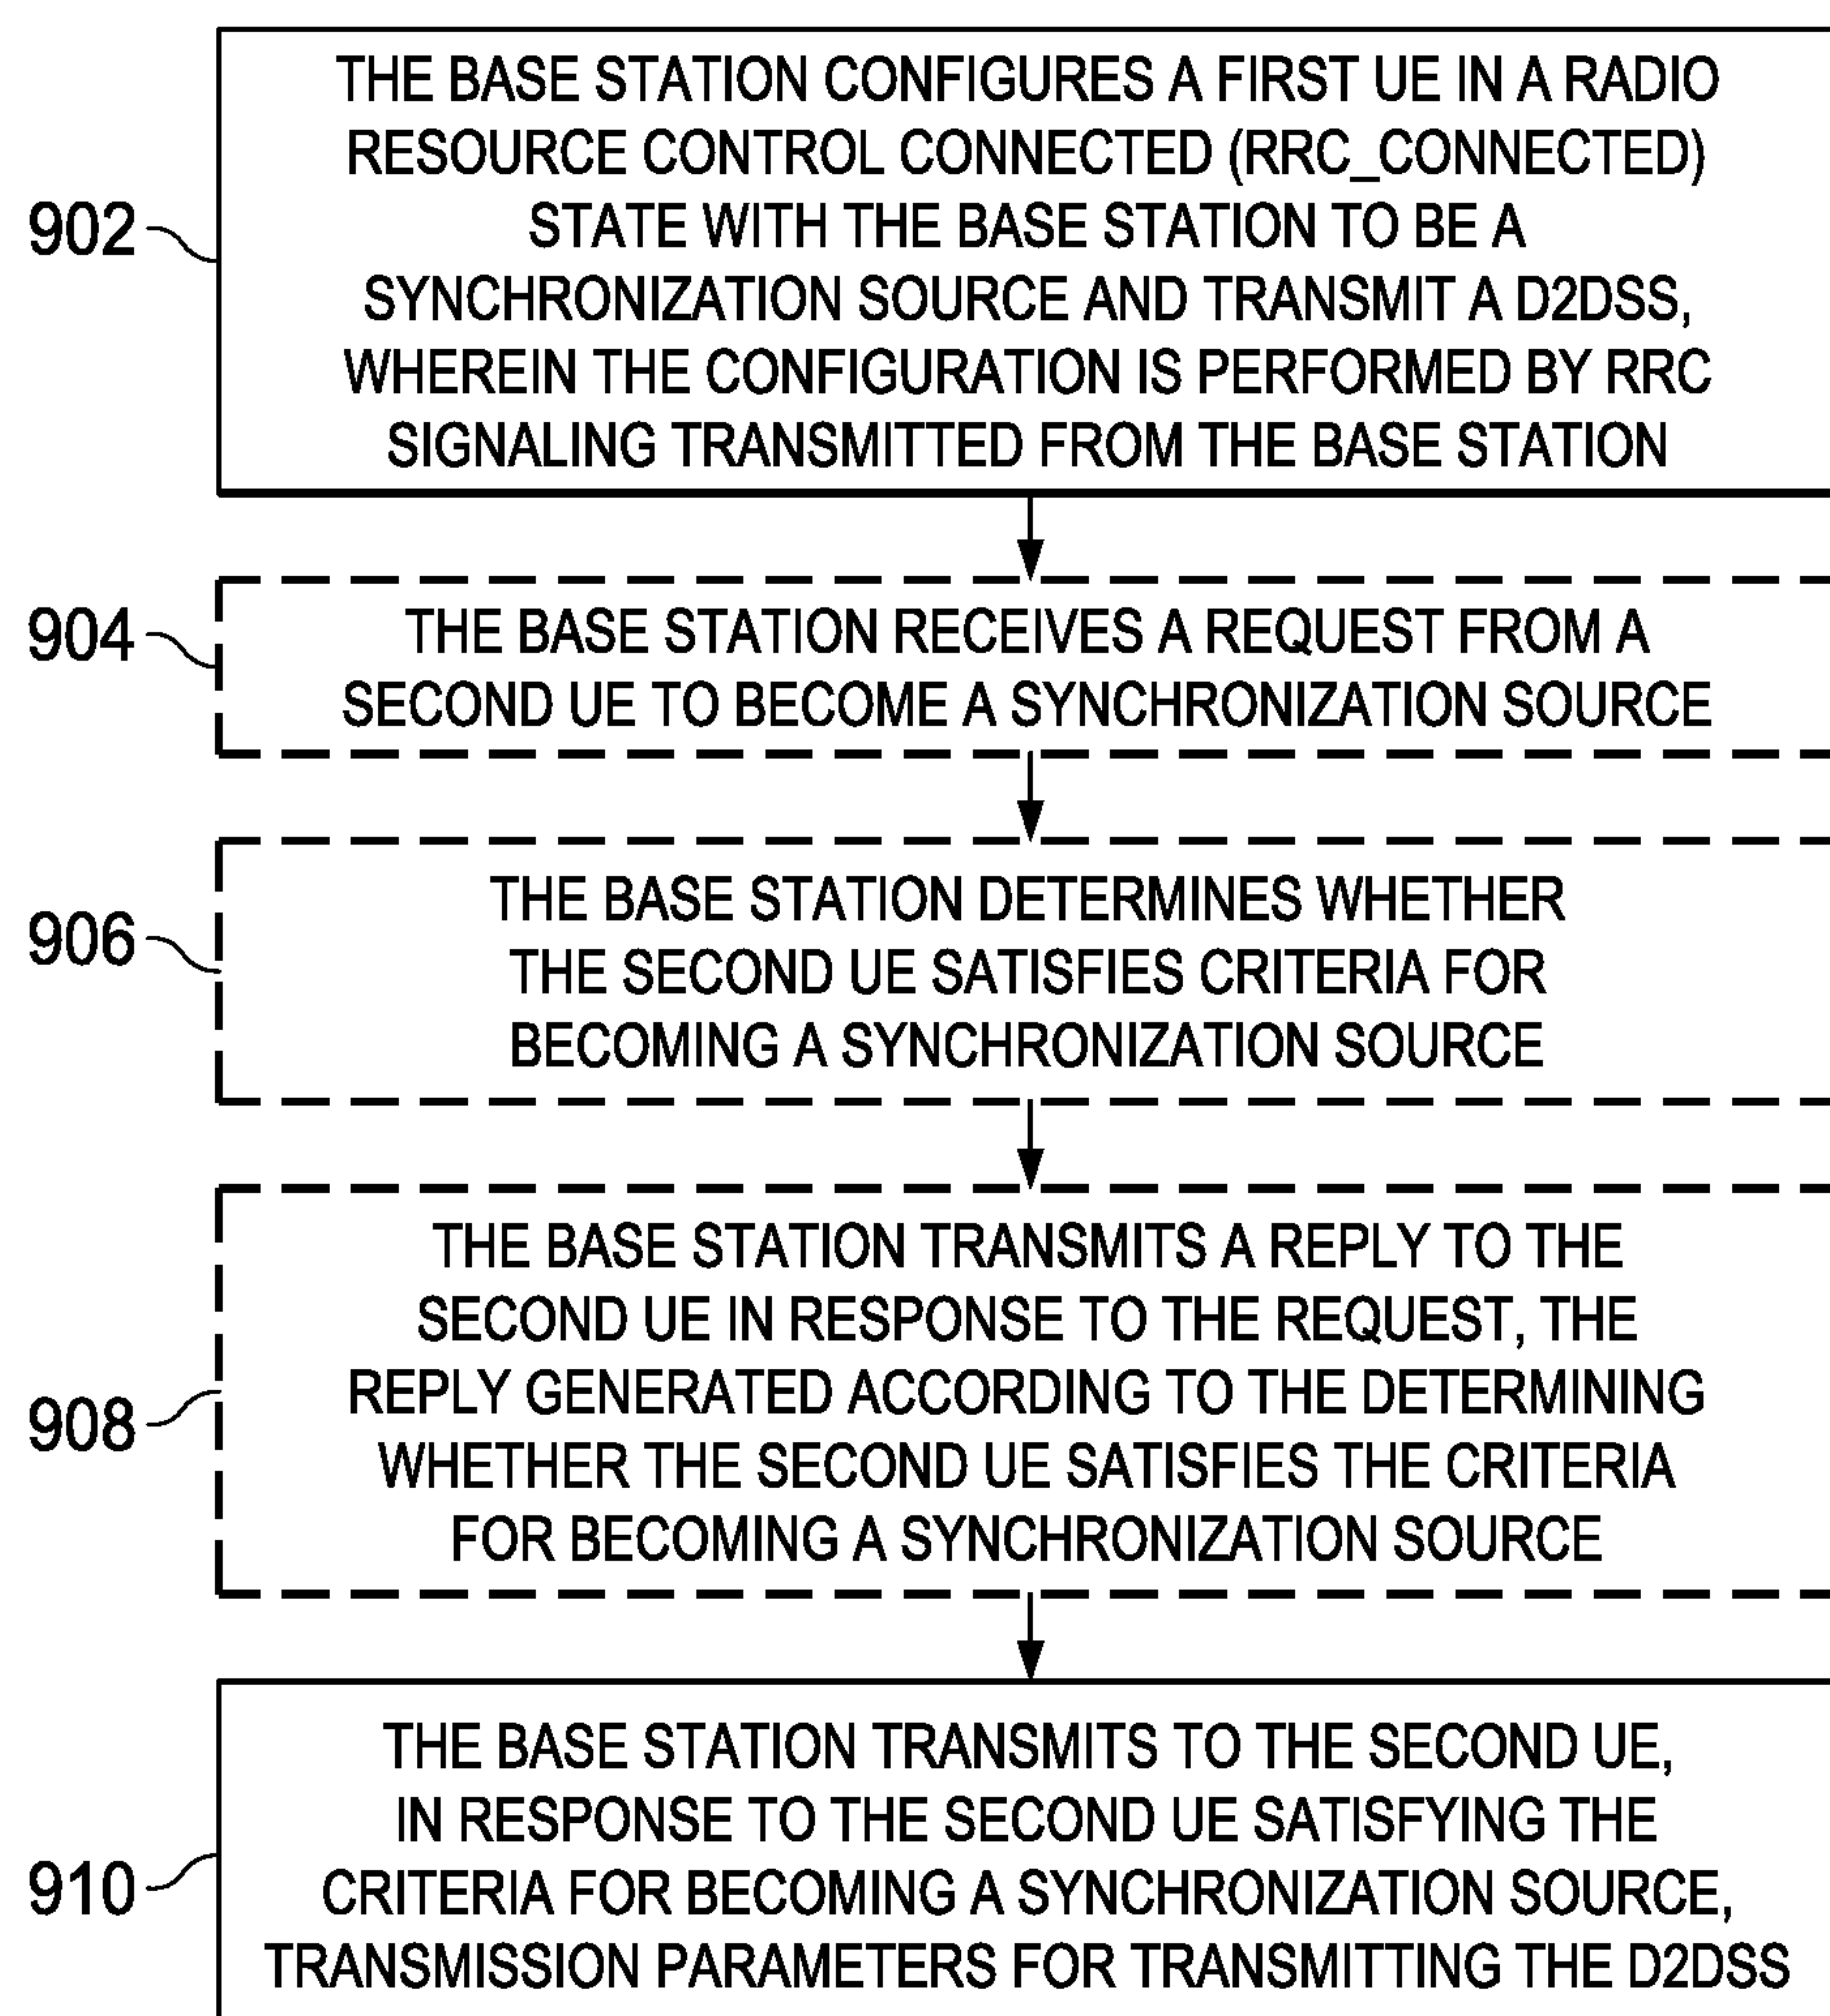 THE BASE STATION CONFIGURES A FIRST UE IN A RADIO
RESOURCE CONTROL CONNECTED (RRC_CONNECTED)
STATE WITH THE BASE STATION TO BE A
SYNCHRONIZATION SOURCE AND TRANSMIT A D2DSS,
WHEREIN THE CONFIGURATION IS PERFORMED BY RRC
SIGNALING TRANSMITTED FROM THE BASE STATION
902
THE BASE STATION RECEIVES A REQUEST FROM A
SECOND UE TO BECOME A SYNCHRONIZATION SOURCE
904
THE BASE STATION DETERMINES WHETHER
THE SECOND UE SATISFIES CRITERIA FOR
BECOMING A SYNCHRONIZATION SOURCE
906
THE BASE STATION TRANSMITS A REPLY TO THE
SECOND UE IN RESPONSE TO THE REQUEST, THE
REPLY GENERATED ACCORDING TO THE DETERMINING
WHETHER THE SECOND UE SATISFIES THE CRITERIA
FOR BECOMING A SYNCHRONIZATION SOURCE
908
THE BASE STATION TRANSMITS TO THE SECOND UE,
IN RESPONSE TO THE SECOND UE SATISFYING THE
CRITERIA FOR BECOMING A SYNCHRONIZATION SOURCE,
TRANSMISSION PARAMETERS FOR TRANSMITTING THE D2DSS
910